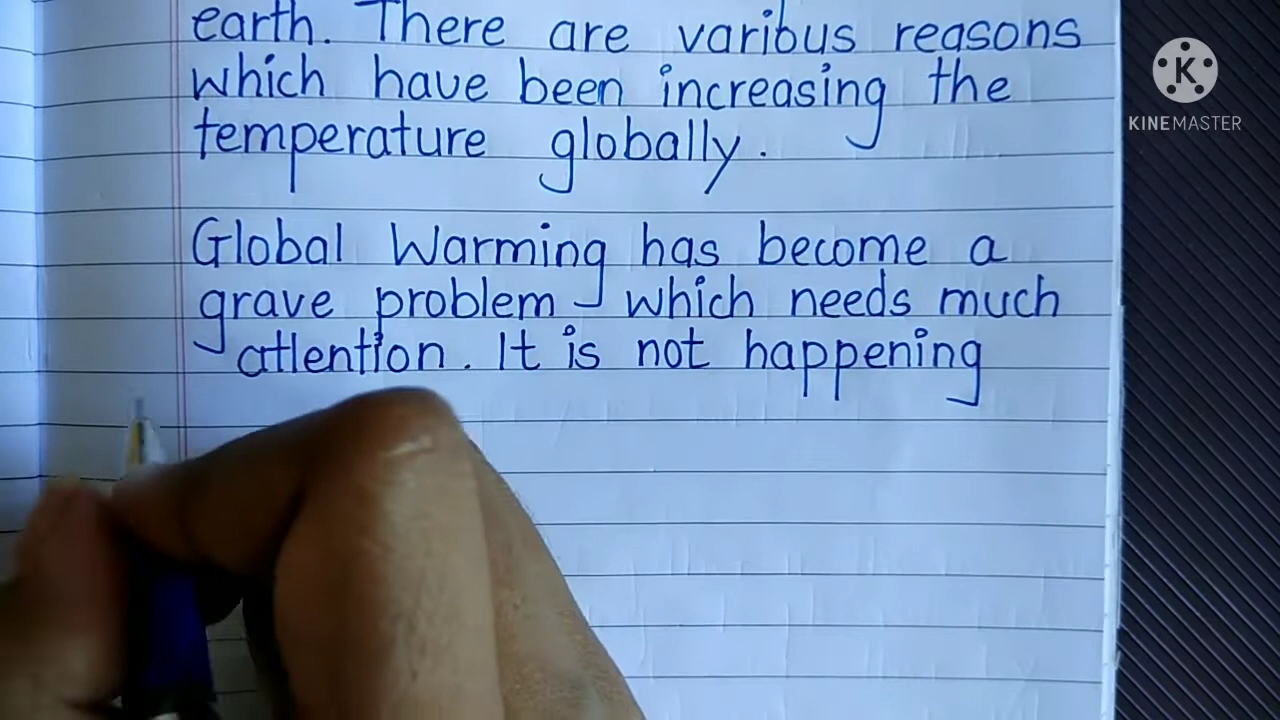 earth. There are various reasons
which have been increasing the
temperature globally.
Global Warming has become a
grave problem which needs much
attention. It is not happening
K
KINEMASTER